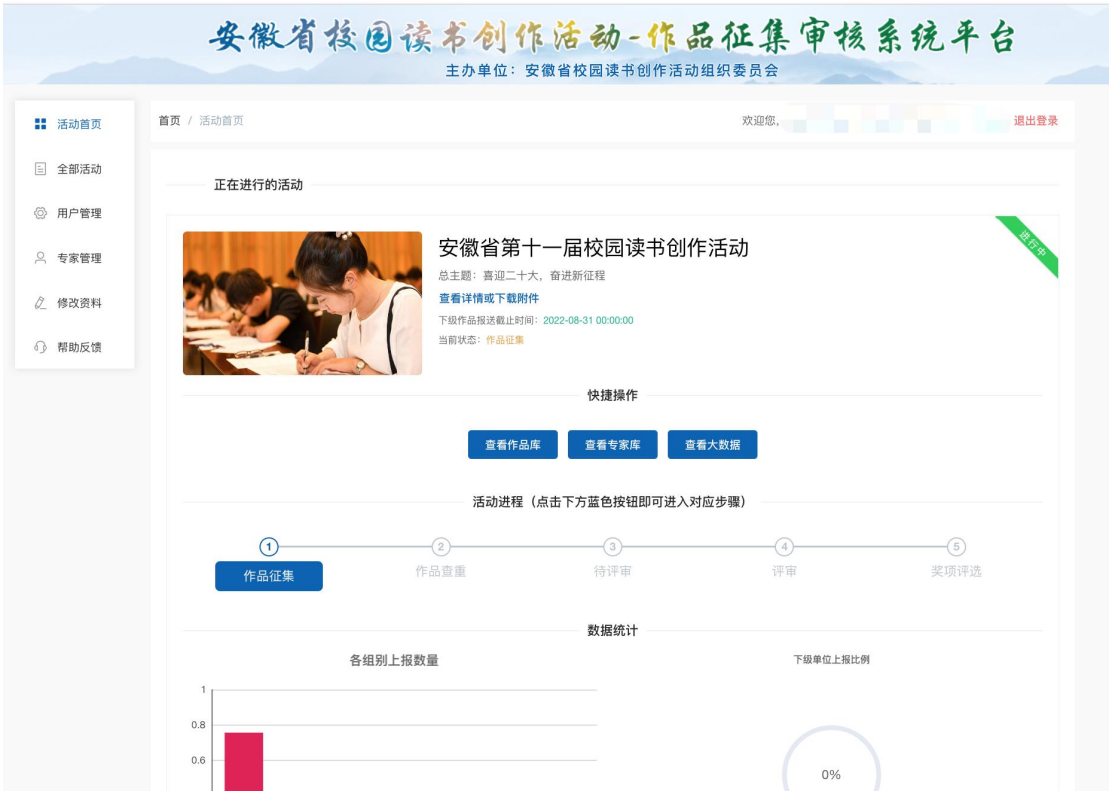 安徽省校园读书创作活动-作品征集审核系统平台
主办单位：安徽省校园读书创作活动组织委员会
活动首页
全部活动
用户管理
专家管理
修改资料
帮助反馈
首页 / 活动首页
欢迎您,
退出登录
正在进行的活动
进行中
安徽省第十一届校园读书创作活动
总主题：喜迎二十大，奋进新征程
查看详情或下载附件
下级作品报送截止时间：2022-08-31 00:00:00
当前状态：作品征集
快捷操作
查看作品库 查看专家库 查看大数据
活动进程（点击下方蓝色按钮即可进入对应步骤）
1 2 3 4 5
作品征集 作品查重 待评审 评审 奖项评选
数据统计
各组别上报数量
下级单位上报比例
1
0.8
0.6
0%